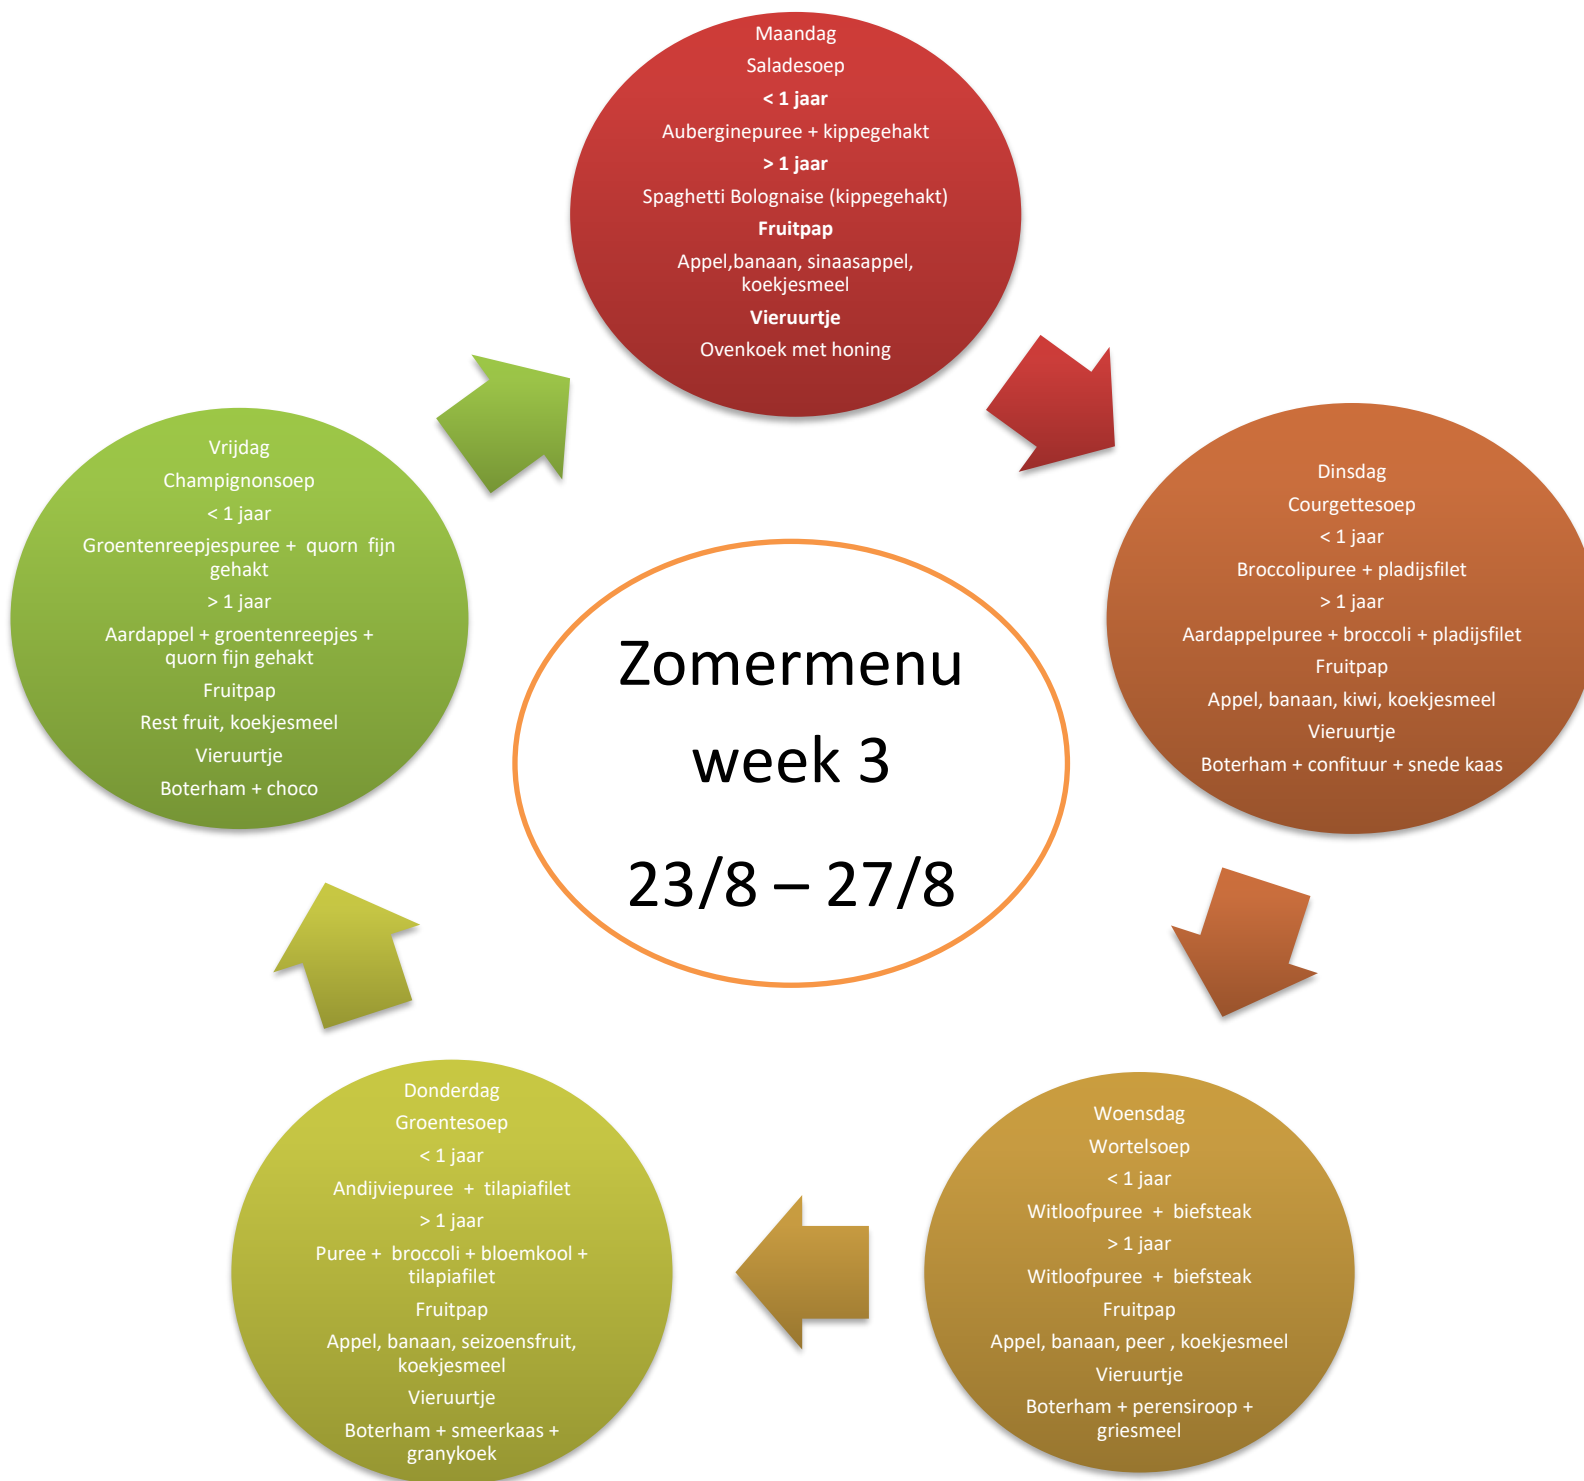 Maandag
Saladesoep
< 1 jaar
Auberginepuree + kippegehakt
> 1 jaar
Spaghetti Bolognaise (kippegehakt)
Fruitpap
Appel,banaan, sinaasappel,
koekjesmeel
Vieruurtje
Ovenkoek met honing
Dinsdag
Courgettesoep
< 1 jaar
Broccolipuree + pladijsfilet
> 1 jaar
Aardappelpuree + broccoli + pladijsfilet
Fruitpap
Appel, banaan, kiwi, koekjesmeel
Vieruurtje
Boterham + confituur + snede kaas
Woensdag
Wortelsoep
< 1 jaar
Witloofpuree + biefsteak
> 1 jaar
Witloofpuree + biefsteak
Fruitpap
Appel, banaan, peer , koekjesmeel
Vieruurtje
Boterham + perensiroop +
griesmeel
Donderdag
Groentesoep
< 1 jaar
Andijviepuree + tilapiafilet
> 1 jaar
Puree + broccoli + bloemkool +
tilapiafilet
Fruitpap
Appel, banaan, seizoensfruit,
koekjesmeel
Vieruurtje
Boterham + smeerkaas +
granykoek
Vrijdag
Champignonsoep
< 1 jaar
Groentenreepjespuree + quorn fijn
gehakt
> 1 jaar
Aardappel + groentenreepjes +
quorn fijn gehakt
Fruitpap
Rest fruit, koekjesmeel
Vieruurtje
Boterham + choco
Zomermenu
week 3
23/8 – 27/8